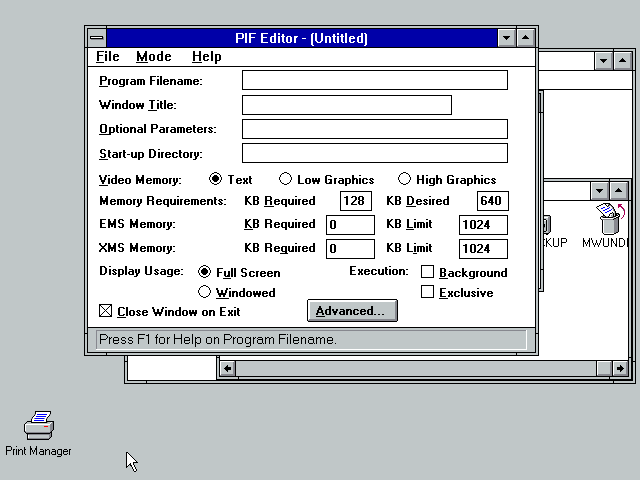 PIF Editor - (Untitled)
File Mode Help
Program Filename:
Window Title:
Optional Parameters:
Start-up Directory:
Video Memory: Text Low Graphics High Graphics
Memory Requirements: KB Required 128 KB Desired 640
EMS Memory: KB Required 0 KB Limit 1024
XMS Memory: KB Required 0 KB Limit 1024
Display Usage: Full Screen Execution: Background
Windowed Exclusive
Close Window on Exit Advanced...
Press F1 for Help on Program Filename.
KUP MWUND
Print Manager